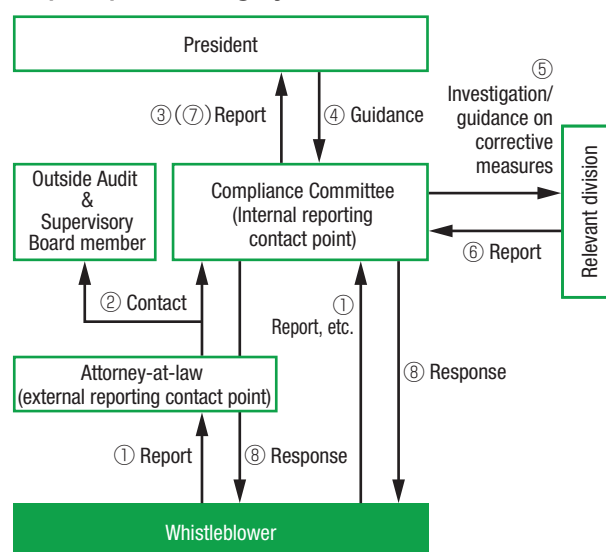 President
③(⑦) Report
④ Guidance
⑤
Investigation/
guidance on
corrective
measures
Outside Audit
&
Supervisory
Board member
Compliance Committee
(Internal reporting
contact point)
Relevant division
⑥ Report
② Contact
①
Report, etc.
Attorney-at-law
(external reporting contact point)
⑧ Response
① Report
⑧ Response
Whistleblower